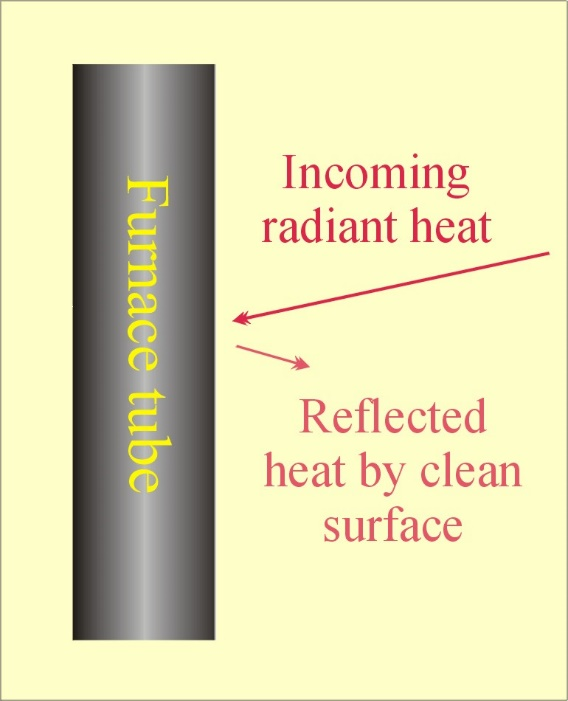 Furnace tube
Incoming
radiant heat
Reflected
heat by clean
surface